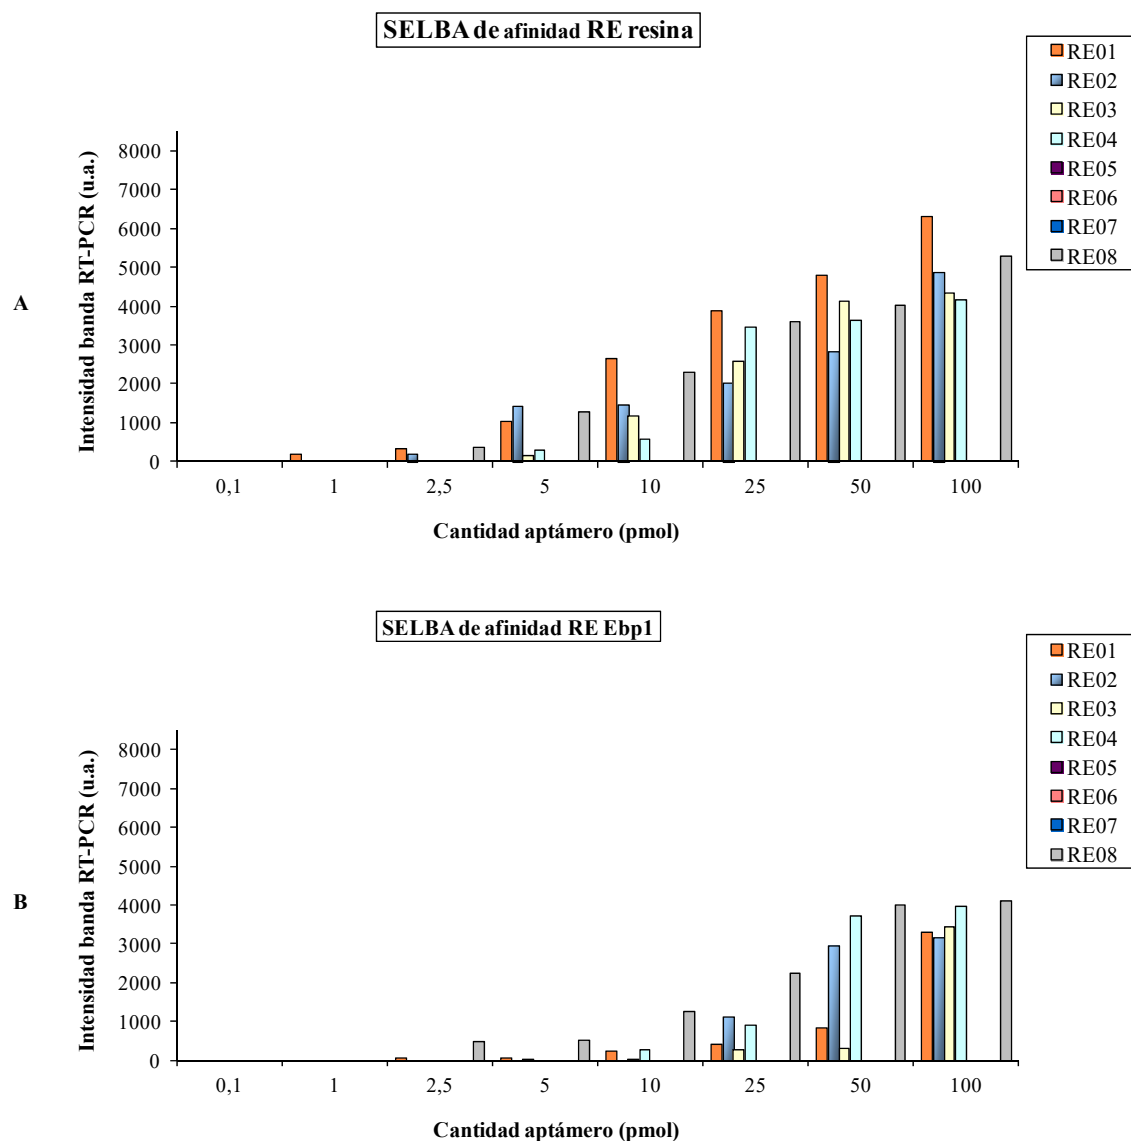 SELBA de afinidad RE resina
RE01
RE02
RE03
RE04
RE05
RE06
RE07
RE08
A
Intensidad banda RT-PCR (u.a.)
8000
7000
6000
5000
4000
3000
2000
1000
0
0,1 1 2,5 5 10 25 50 100
Cantidad aptámero (pmol)
SELBA de afinidad RE Ebp1
RE01
RE02
RE03
RE04
RE05
RE06
RE07
RE08
B
Intensidad banda RT-PCR (u.a.)
8000
7000
6000
5000
4000
3000
2000
1000
0
0,1 1 2,5 5 10 25 50 100
Cantidad aptámero (pmol)